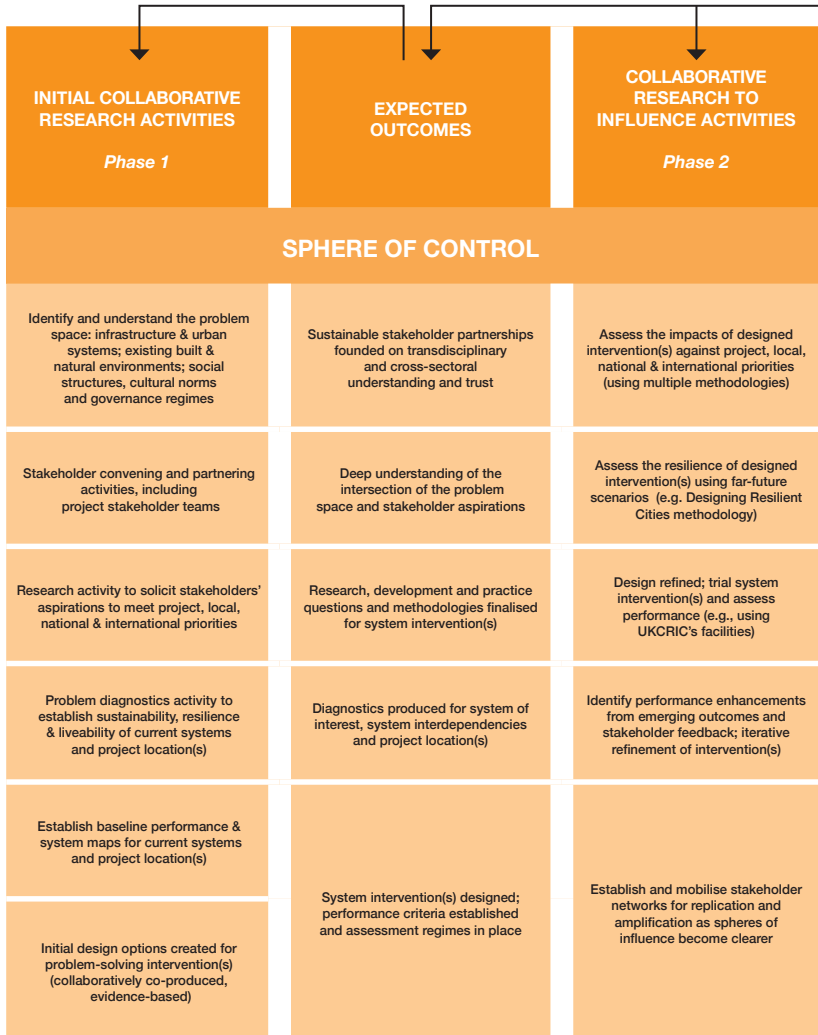 INITIAL COLLABORATIVE
RESEARCH ACTIVITIES
Phase 1
EXPECTED
OUTCOMES
COLLABORATIVE
RESEARCH TO
INFLUENCE ACTIVITIES
Phase 2
SPHERE OF CONTROL
Identify and understand the problem
space: infrastructure & urban
systems; existing built &
natural environments; social
structures, cultural norms
and governance regimes
Sustainable stakeholder partnerships
founded on transdisciplinary
and cross-sectoral
understanding and trust
Assess the impacts of designed
intervention(s) against project, local,
national & international priorities
(using multiple methodologies)
Stakeholder convening and partnering
activities, including
project stakeholder teams
Deep understanding of the
intersection of the problem
space and stakeholder aspirations
Assess the resilience of designed
intervention(s) using far-future
scenarios (e.g. Designing Resilient
Cities methodology)
Research activity to solicit stakeholders’
aspirations to meet project, local,
national & international priorities
Research, development and practice
questions and methodologies finalised
for system intervention(s)
Design refined; trial system
intervention(s) and assess
performance (e.g., using
UKCRIC’s facilities)
Problem diagnostics activity to
establish sustainability, resilience
& liveability of current systems
and project location(s)
Diagnostics produced for system of
interest, system interdependencies
and project location(s)
Identify performance enhancements
from emerging outcomes and
stakeholder feedback; iterative
refinement of intervention(s)
Establish baseline performance &
system maps for current systems
and project location(s)
Initial design options created for
problem-solving intervention(s)
(collaboratively co-produced,
evidence-based)
System intervention(s) designed;
performance criteria established
and assessment regimes in place
Establish and mobilise stakeholder
networks for replication and
amplification as spheres of
influence become clearer